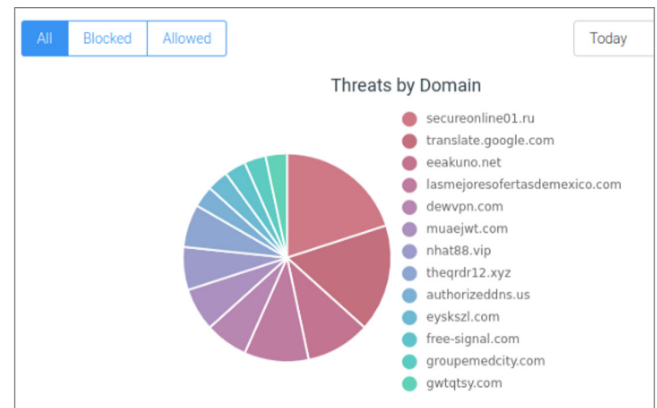 All Blocked Allowed Today
Threats by Domain
secureonline01.ru
translate.google.com
eeakuno.net
lasmejoresofertasdemexico.com
dewvpn.com
muaejwt.com
nhat88.vip
theqrdr12.xyz
authorizeddns.us
eyskszl.com
free-signal.com
groupemedcity.com
gwtqtsy.com